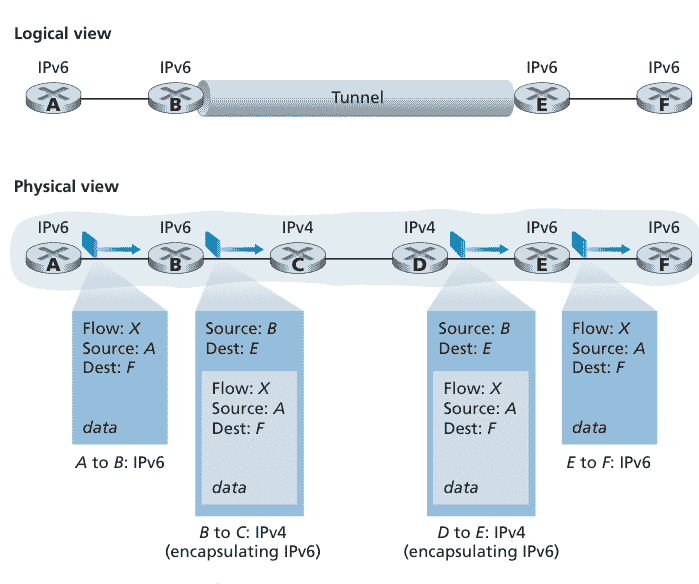 Logical view
IPv6 IPv6 IPv6 IPv6
A B Tunnel E F
Physical view
IPv6 IPv6 IPv4 IPv4 IPv6 IPv6
A B C D E F
Flow: X
Source: A
Dest: F
data
A to B: IPv6
Source: B
Dest: E
Flow: X
Source: A
Dest: F
data
B to C: IPv4
(encapsulating IPv6)
Source: B
Dest: E
Flow: X
Source: A
Dest: F
data
D to E: IPv4
(encapsulating IPv6)
Flow: X
Source: A
Dest: F
data
E to F: IPv6